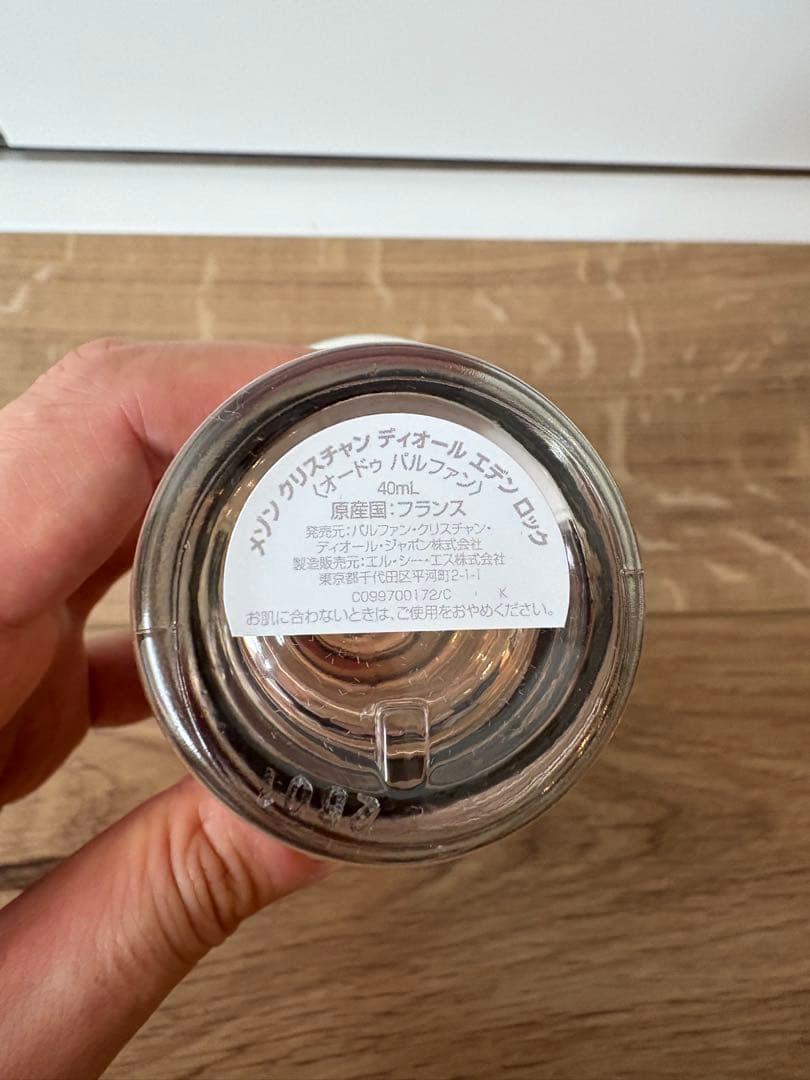 メゾン クリスチャン ディオール エデン ロック
(オードゥ パルファン)
40mL
原産国:フランス
発売元:パルファン・クリスチャン・
ディオール・ジャポン株式会社
製造販売元:エル・シー・エス株式会社
東京都千代田区平河町2-1-1
C099700172/C K
お肌に合わないときは、ご使用をおやめください。